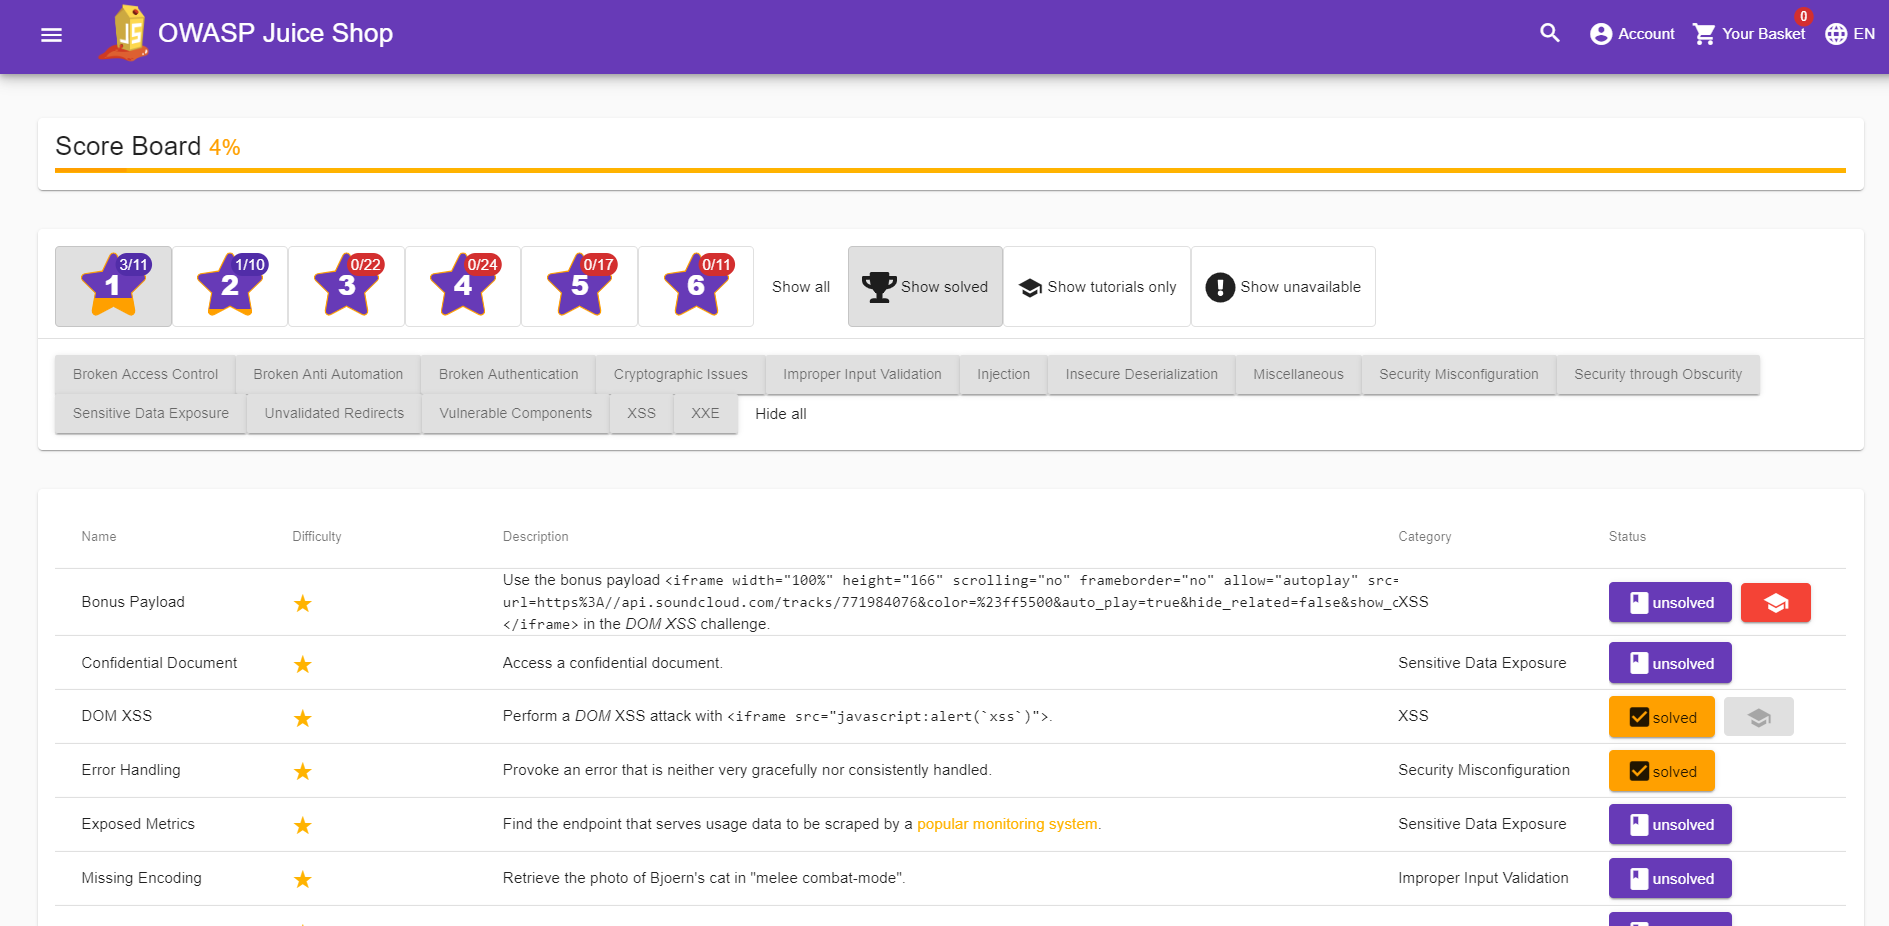 OWASP Juice Shop
Account
0
Your Basket
EN
Score Board 4%
1 3/11
2 1/10
3 0/22
4 0/24
5 0/17
6 0/11
Show all
Show solved
Show tutorials only
Show unavailable
Broken Access Control Broken Anti Automation Broken Authentication Cryptographic Issues Improper Input Validation Injection Insecure Deserialization Miscellaneous Security Misconfiguration Security through Obscurity
Sensitive Data Exposure Unvalidated Redirects Vulnerable Components XSS XXE Hide all
Name Difficulty Description Category Status
Bonus Payload
Use the bonus payload <iframe width="100%" height="166" scrolling="no" frameborder="no" allow="autoplay" src=
url=https%3A//api.soundcloud.com/tracks/771984076&color=%23ff5500&auto_play=true&hide_related=false&show_c
</iframe> in the DOM XSS challenge.
XSS
unsolved
Confidential Document Access a confidential document. Sensitive Data Exposure unsolved
DOM XSS Perform a DOM XSS attack with <iframe src="javascript:alert(`xss`)">. XSS solved
Error Handling Provoke an error that is neither very gracefully nor consistently handled. Security Misconfiguration solved
Exposed Metrics Find the endpoint that serves usage data to be scraped by a popular monitoring system. Sensitive Data Exposure unsolved
Missing Encoding Retrieve the photo of Bjoern's cat in "melee combat-mode". Improper Input Validation unsolved